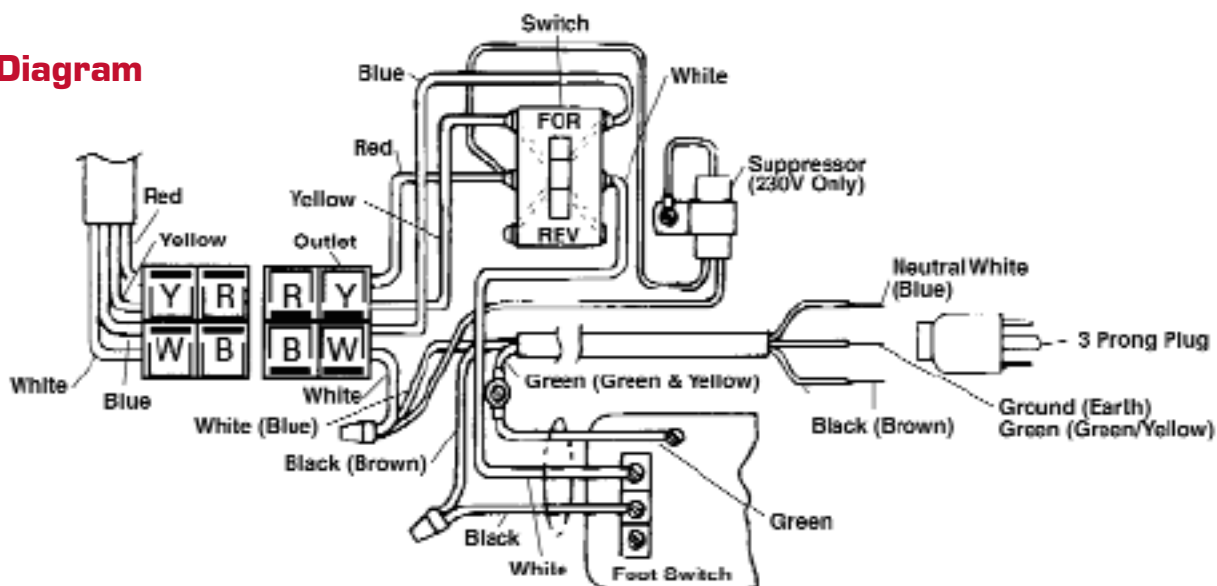 Diagram
Switch
Blue
White
FOR
Red
Suppressor
(230V Only)
Red
Yellow
Yellow
Outlet
REV
Neutral White
(Blue)
Y R
R Y
W B
B W
3 Prong Plug
White
Blue
White
Green (Green & Yellow)
White (Blue)
Black (Brown)
Ground (Earth)
Green (Green/Yellow)
Black (Brown)
Green
Black
White
Foot Switch